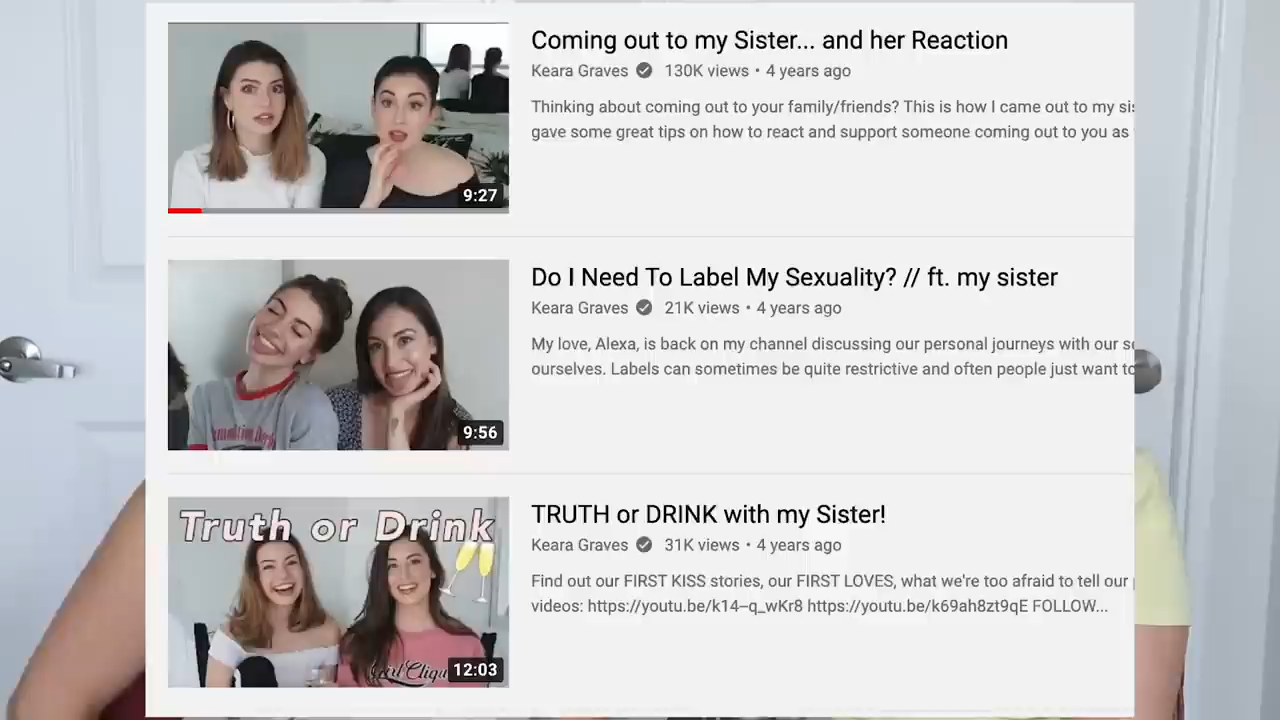 Coming out to my Sister... and her Reaction
Keara Graves 130K views • 4 years ago
Thinking about coming out to your family/friends? This is how I came out to my
gave some great tips on how to react and support someone coming out to you as
9:27
Do I Need To Label My Sexuality? // ft. my sister
Keara Graves 21K views • 4 years ago
My love, Alexa, is back on my channel discussing our personal journeys with our
ourselves. Labels can sometimes be quite restrictive and often people just want to
9:56
Truth or Drink
TRUTH or DRINK with my Sister!
Keara Graves 31K views • 4 years ago
Find out our FIRST KISS stories, our FIRST LOVES, what we're too afraid to tell our
videos: https://youtu.be/k14–q_wKr8 https://youtu.be/k69ah8zt9qE FOLLOW...
12:03